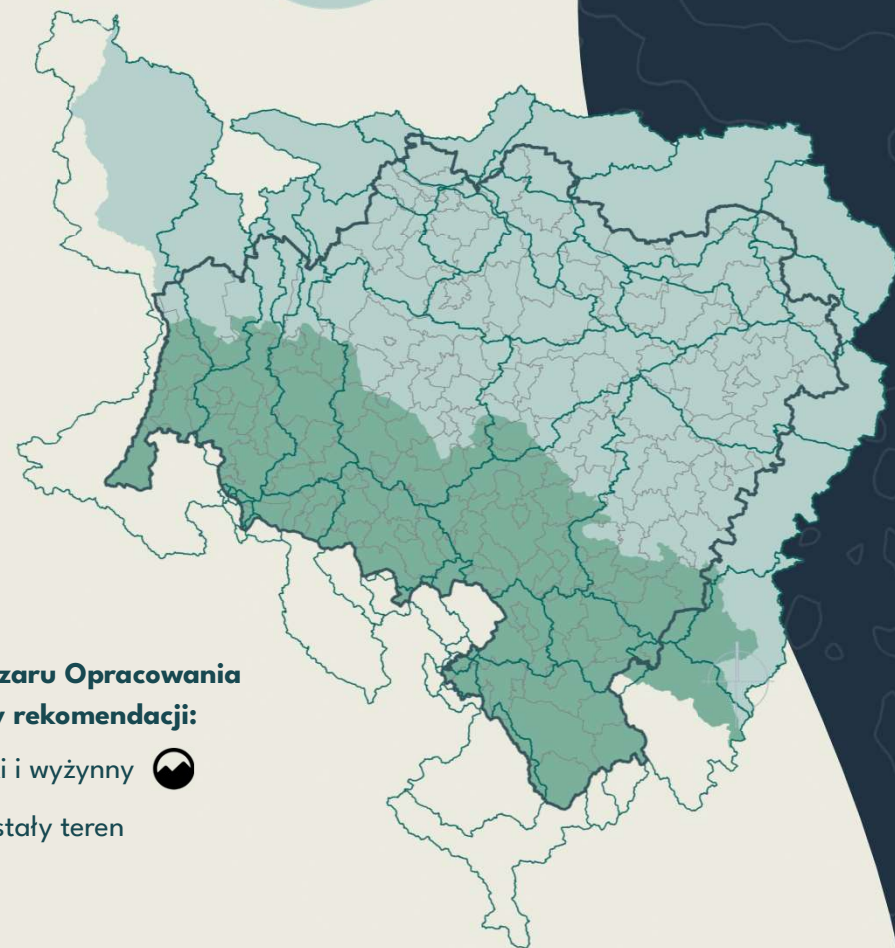 zaru Opracowania
y rekomendacji:
i i wyżynny
stały teren